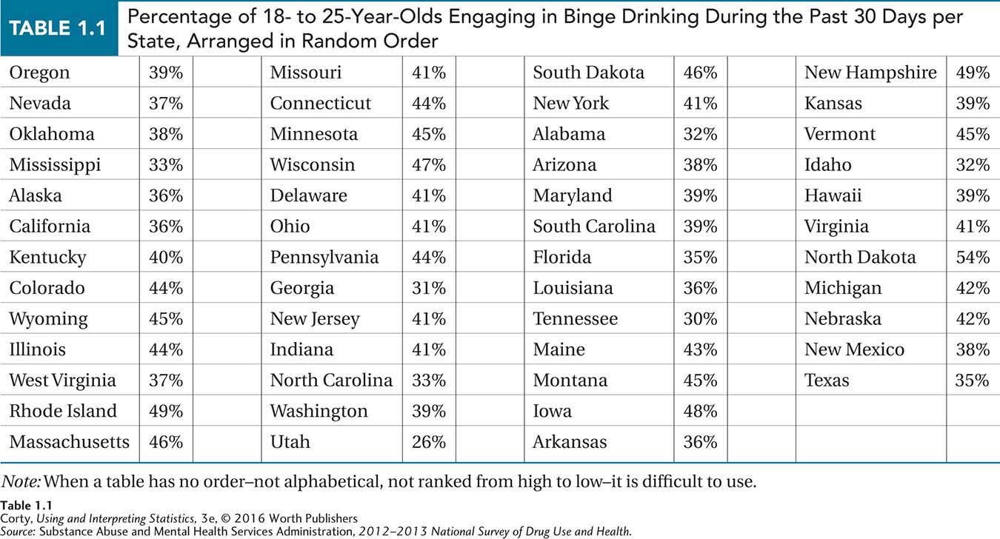 TABLE 1.1
Percentage of 18- to 25-Year-Olds Engaging in Binge Drinking During the Past 30 Days per
State, Arranged in Random Order
Oregon 39% Missouri 41% South Dakota 46% New Hampshire 49%
Nevada 37% Connecticut 44% New York 41% Kansas 39%
Oklahoma 38% Minnesota 45% Alabama 32% Vermont 45%
Mississippi 33% Wisconsin 47% Arizona 38% Idaho 32%
Alaska 36% Delaware 41% Maryland 39% Hawaii 39%
California 36% Ohio 41% South Carolina 39% Virginia 41%
Kentucky 40% Pennsylvania 44% Florida 35% North Dakota 54%
Colorado 44% Georgia 31% Louisiana 36% Michigan 42%
Wyoming 45% New Jersey 41% Tennessee 30% Nebraska 42%
Illinois 44% Indiana 41% Maine 43% New Mexico 38%
West Virginia 37% North Carolina 33% Montana 45% Texas 35%
Rhode Island 49% Washington 39% Iowa 48%
Massachusetts 46% Utah 26% Arkansas 36%
Note: When a table has no order–not alphabetical, not ranked from high to low–it is difficult to use.
Table 1.1
Corty, Using and Interpreting Statistics, 3e, © 2016 Worth Publishers
Source: Substance Abuse and Mental Health Services Administration, 2012–2013 National Survey of Drug Use and Health.